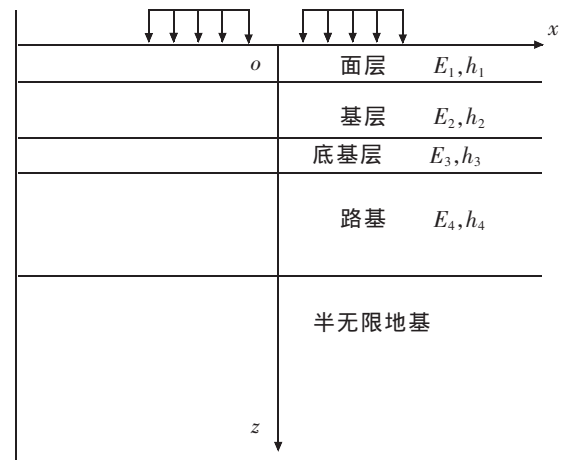 x
o 面层 E₁,h₁
基层 E₂,h₂
底基层 E₃,h₃
路基 E₄,h₄
半无限地基
z